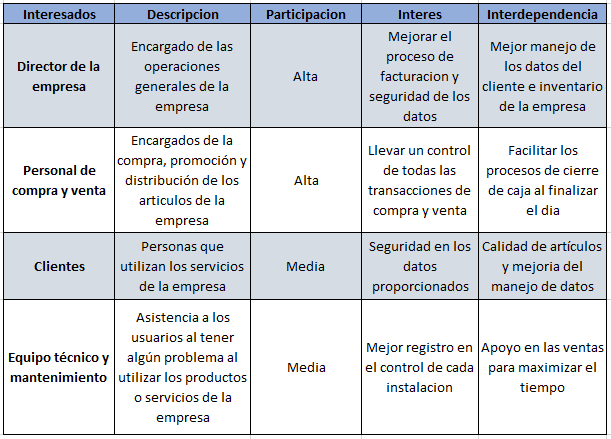 Interesados Descripcion Participacion Interes Interdependencia
Director de la
empresa
Encargado de las
operaciones
generales de la
empresa
Alta
Mejorar el
proceso de
facturacion y
seguridad de los
datos
Mejor manejo de
los datos del
cliente e inventario
de la empresa
Personal de
compra y venta
Encargados de la
compra, promoción y
distribución de los
articulos de la
empresa
Alta
Llevar un control
de todas las
transacciones de
compra y venta
Facilitar los
procesos de cierre
de caja al finalizar
el dia
Clientes
Personas que
utilizan los servicios
de la empresa
Media
Seguridad en los
datos
proporcionados
Calidad de artículos
y mejoria del
manejo de datos
Equipo técnico y
mantenimiento
Asistencia a los
usuarios al tener
algún problema al
utilizar los productos
o servicios de la
empresa
Media
Mejor registro en
el control de cada
instalacion
Apoyo en las ventas
para maximizar el
tiempo